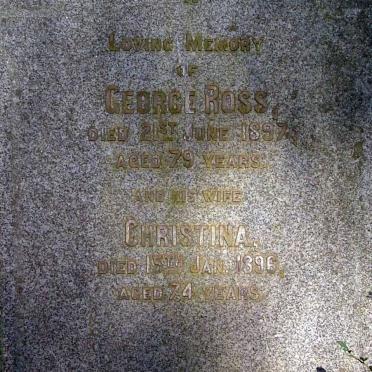 LOVING MEMORY
OF
GEORGE ROSS,
DIED 21ST JUNE 1897,
AGED 79 YEARS.
AND HIS WIFE
CHRISTINA,
DIED 15TH JAN. 1896,
AGED 74 YEARS.